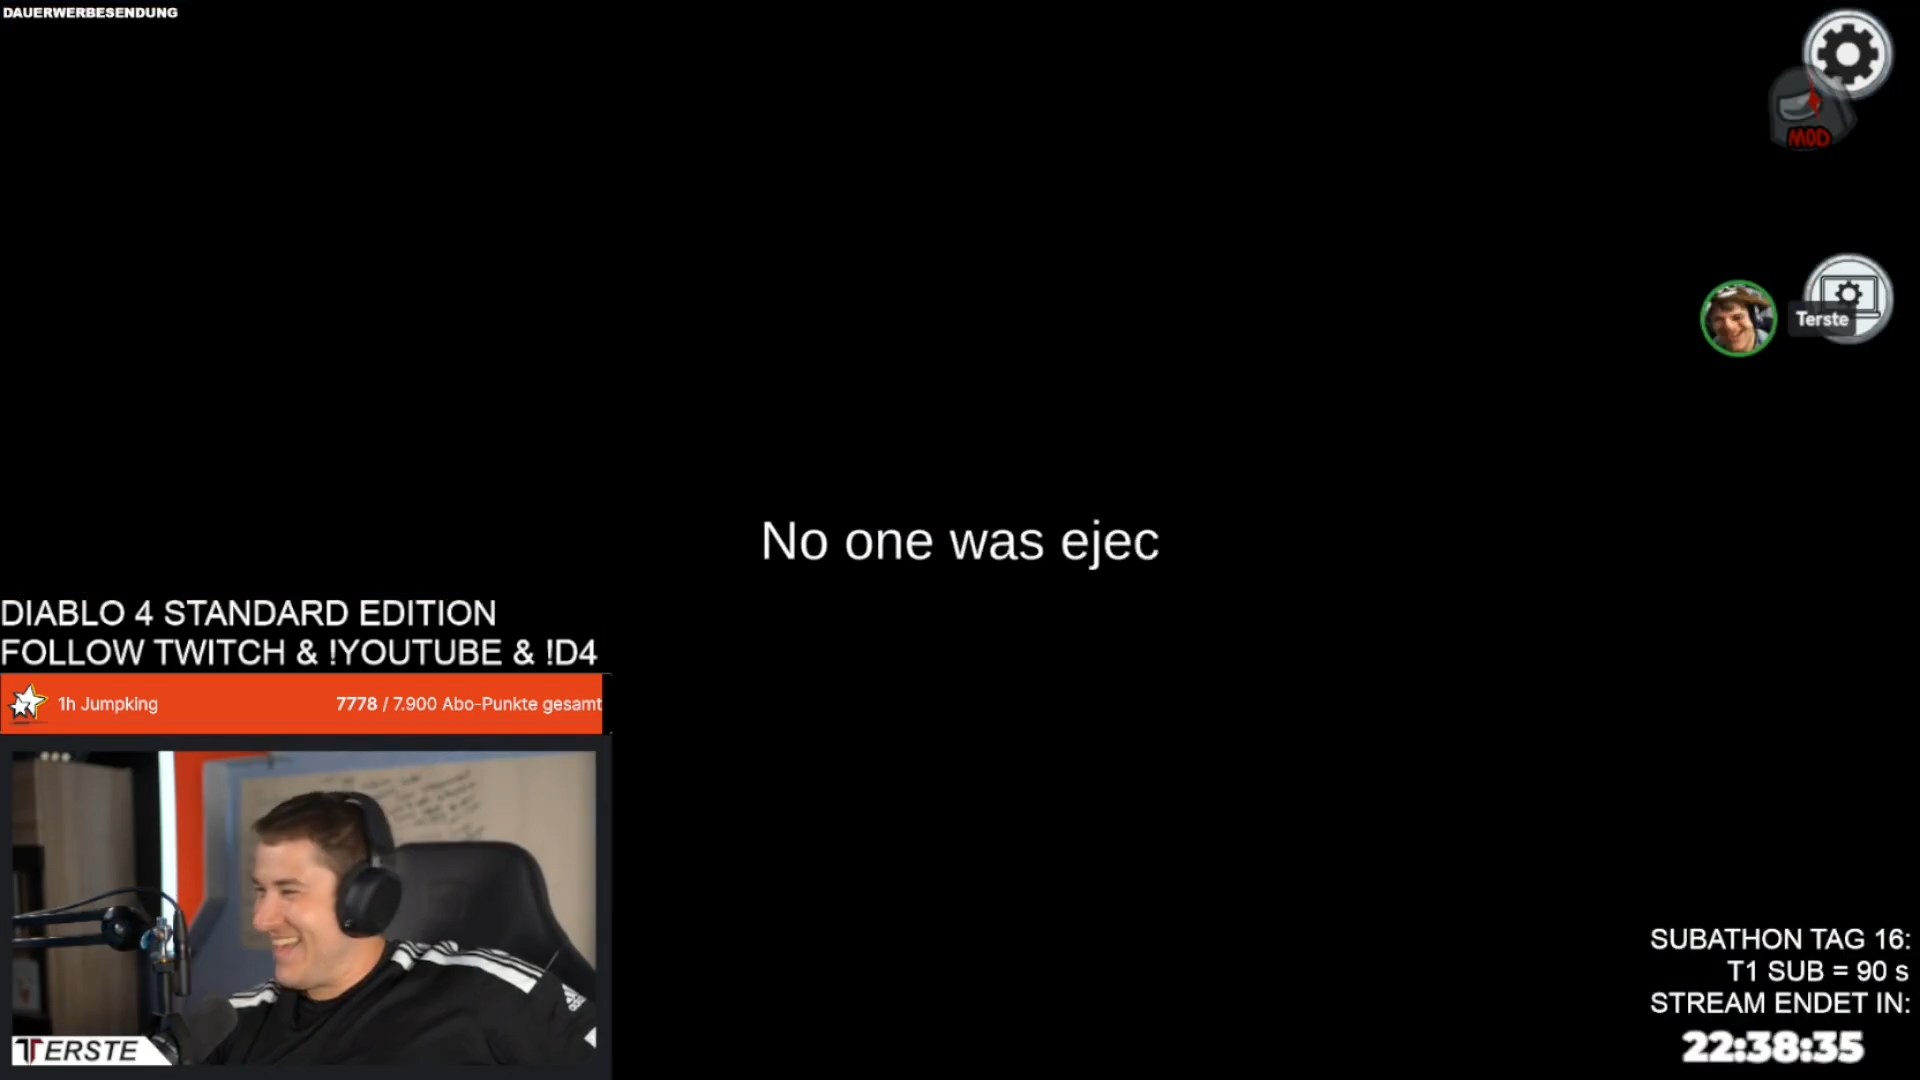 DAUERWERBESENDUNG
MOD
Terste
No one was ejec
DIABLO 4 STANDARD EDITION
FOLLOW TWITCH & !YOUTUBE & !D4
1h Jumpking
7778 / 7.900 Abo-Punkte gesamt
TERSTE
SUBATHON TAG 16:
T1 SUB = 90 s
STREAM ENDET IN:
22:38:35